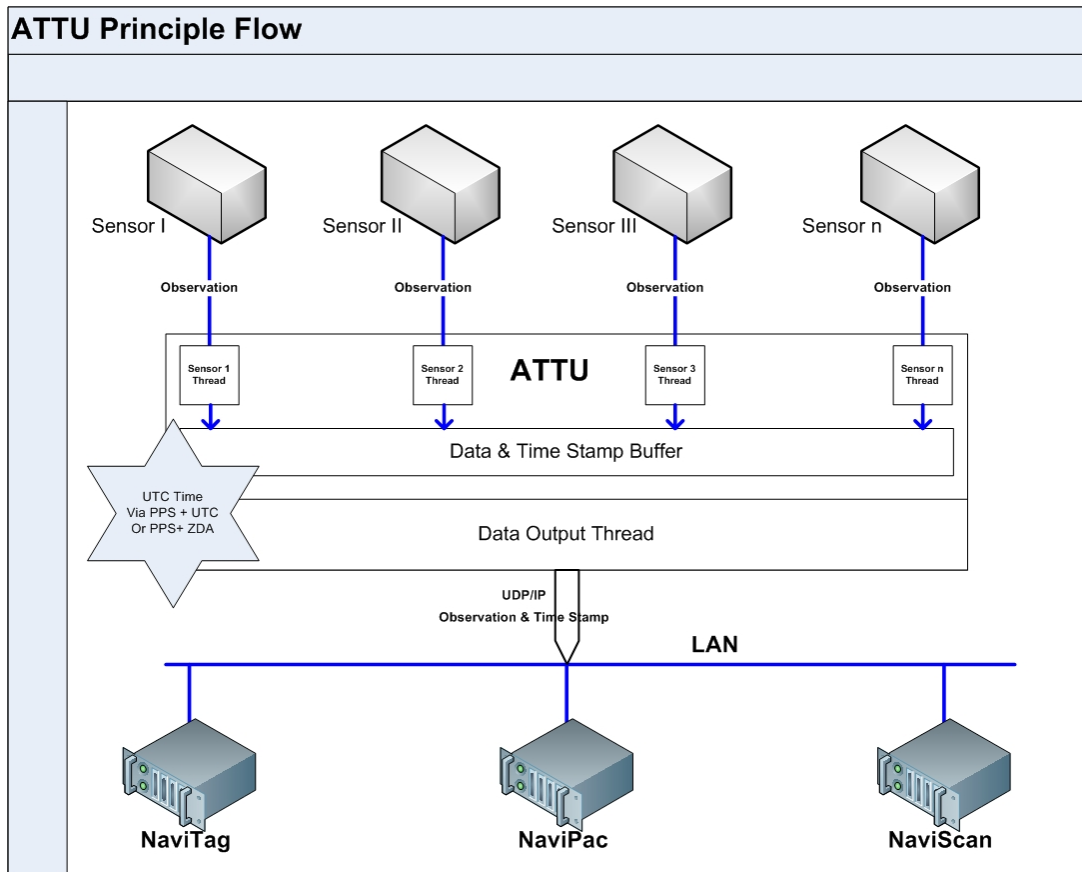 ATTU Principle Flow
Sensor I
Sensor II
Sensor III
Sensor n
Observation
Observation
Observation
Observation
Sensor 1
Thread
Sensor 2
Thread
ATTU
Sensor 3
Thread
Sensor n
Thread
Data & Time Stamp Buffer
UTC Time
Via PPS + UTC
Or PPS+ ZDA
Data Output Thread
UDP/IP
Observation & Time Stamp
LAN
NaviTag
NaviPac
NaviScan